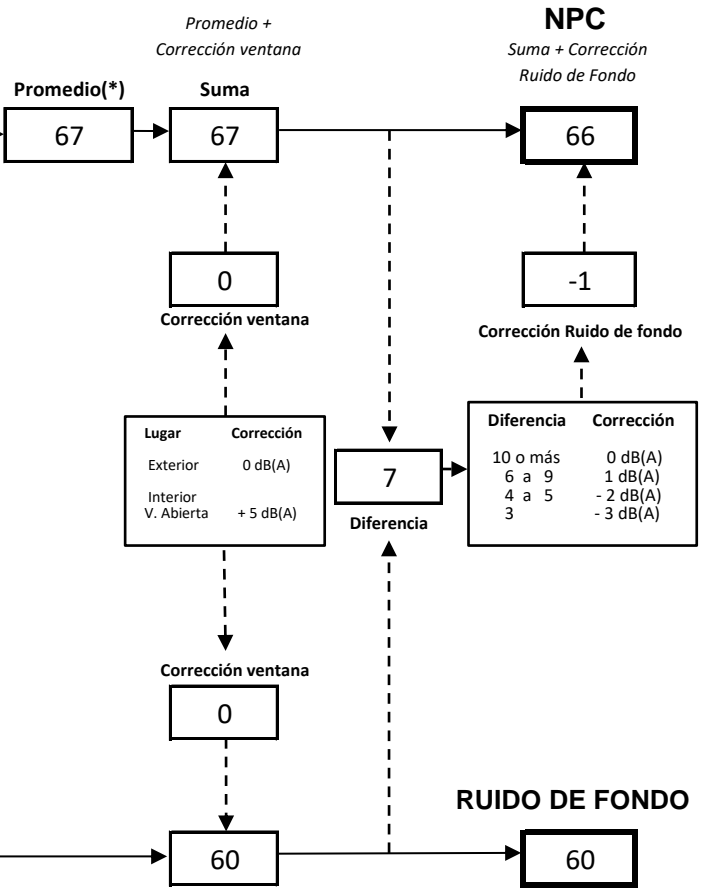 Promedio +
Corrección ventana
NPC
Suma + Corrección
Ruido de Fondo
Promedio(*)
Suma
67
67
66
0
-1
Corrección ventana
Corrección Ruido de fondo
Lugar Corrección
Exterior 0 dB(A)
Interior
V. Abierta + 5 dB(A)
7
Diferencia
Diferencia Corrección
10 o más 0 dB(A)
6 a 9 1 dB(A)
4 a 5 - 2 dB(A)
3 - 3 dB(A)
Corrección ventana
0
RUIDO DE FONDO
60
60